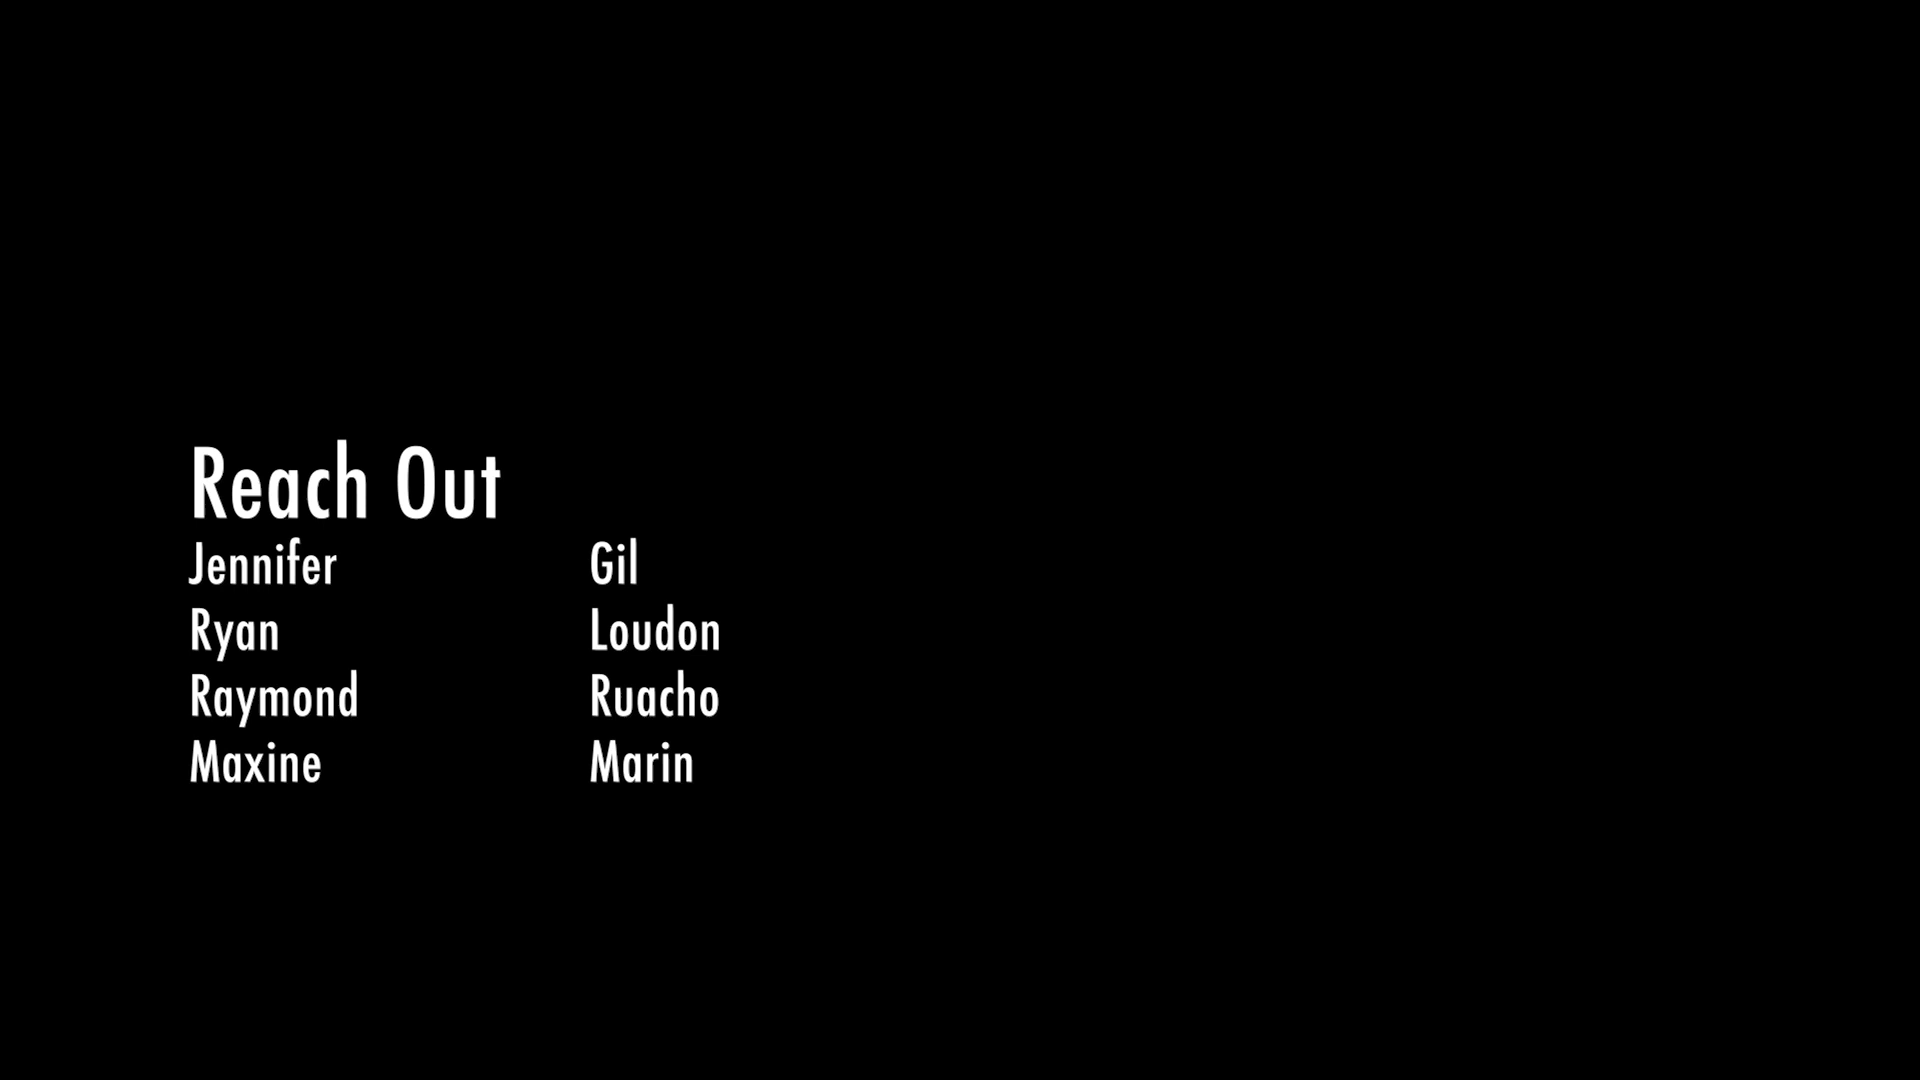 Reach Out
Jennifer Gil
Ryan Loudon
Raymond Ruacho
Maxine Marin